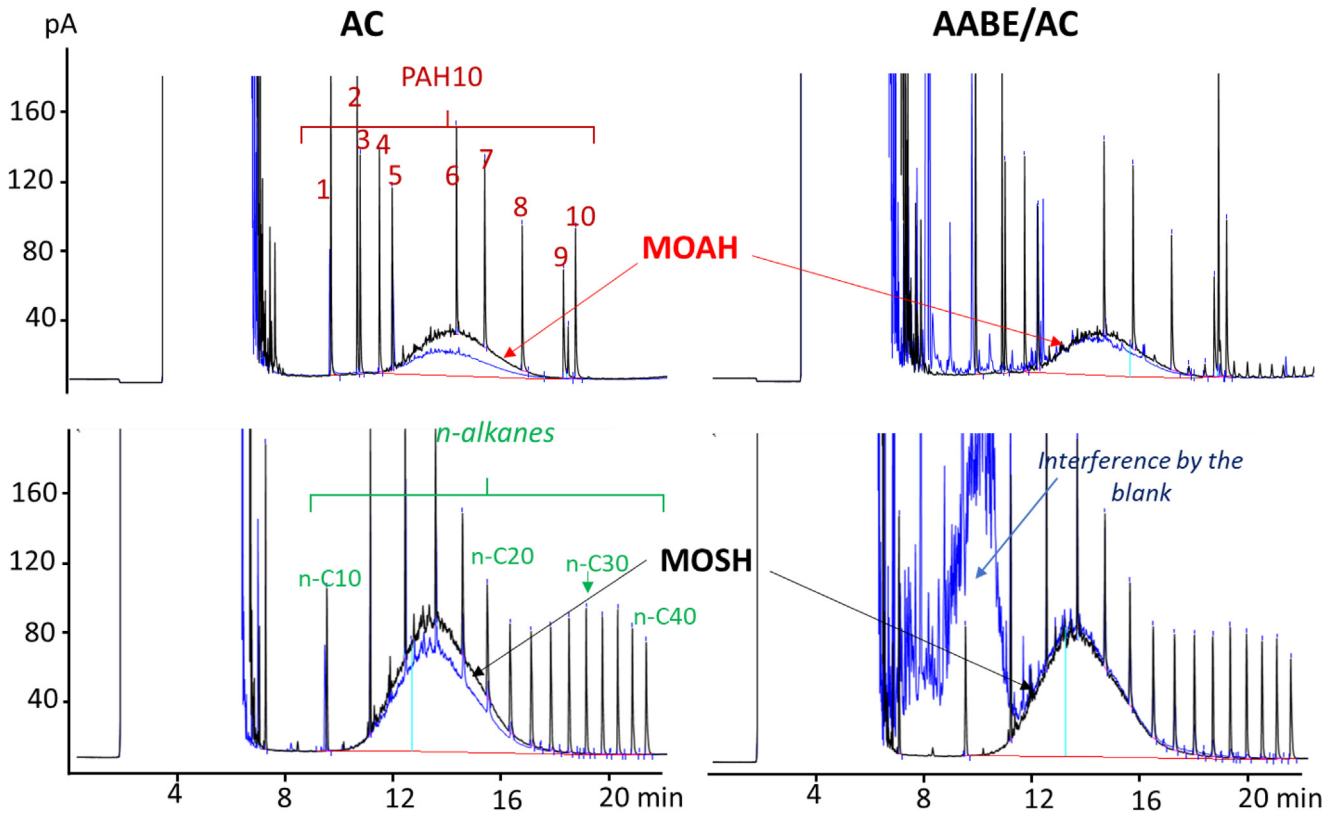 pA
AC
AABE/AC
PAH10
160
120
80
40
1
2
3
4
5
6
7
8
9
10
MOAH
n-alkanes
160
120
80
40
n-C10
n-C20
n-C30
n-C40
MOSH
Interference by the
blank
4
8
12
16
20 min
4
8
12
16
20 min